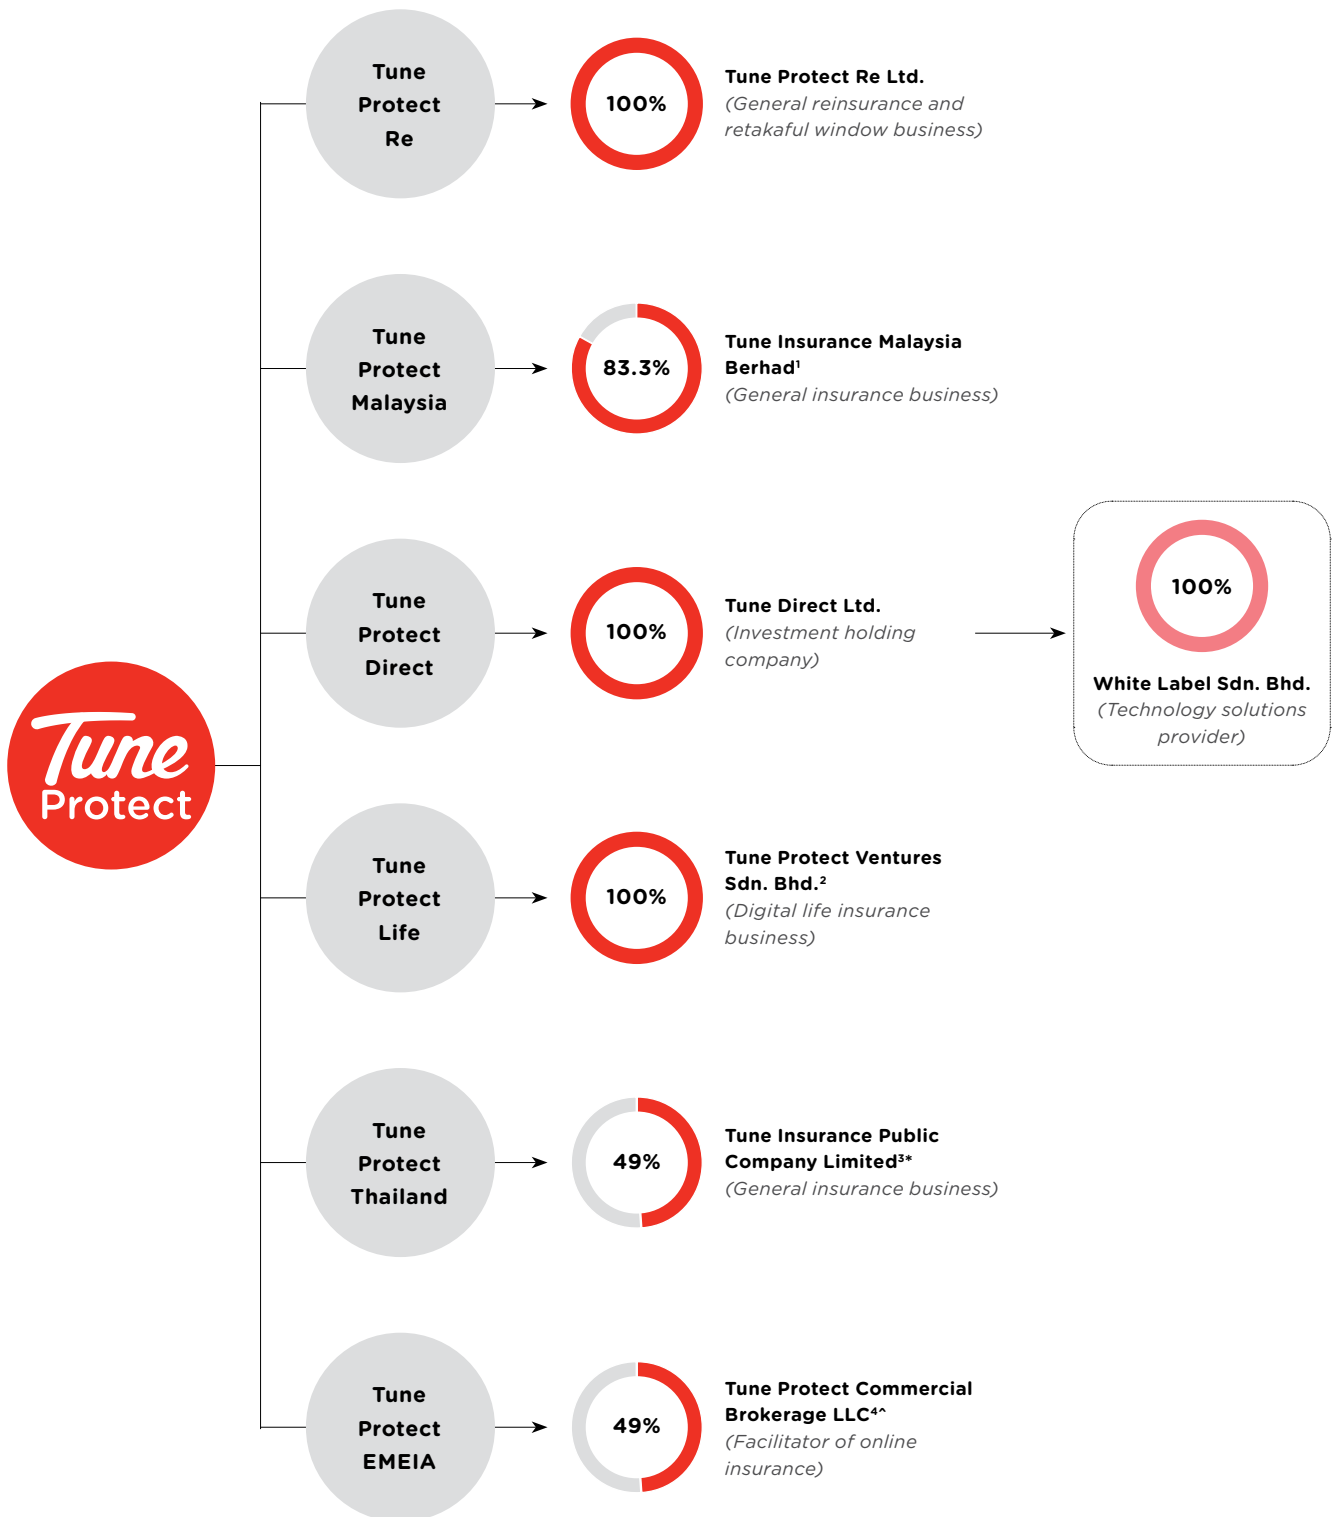 Tune
Protect
Re
100%
Tune Protect Re Ltd.
(General reinsurance and
retakaful window business)
Tune
Protect
Malaysia
83.3%
Tune Insurance Malaysia
Berhad¹
(General insurance business)
Tune
Protect
Direct
100%
Tune Direct Ltd.
(Investment holding
company)
100%
White Label Sdn. Bhd.
(Technology solutions
provider)
Tune
Protect
Tune
Protect
Life
100%
Tune Protect Ventures
Sdn. Bhd.²
(Digital life insurance
business)
Tune
Protect
Thailand
49%
Tune Insurance Public
Company Limited³*
(General insurance business)
Tune
Protect
EMEIA
49%
Tune Protect Commercial
Brokerage LLC⁴^
(Facilitator of online
insurance)